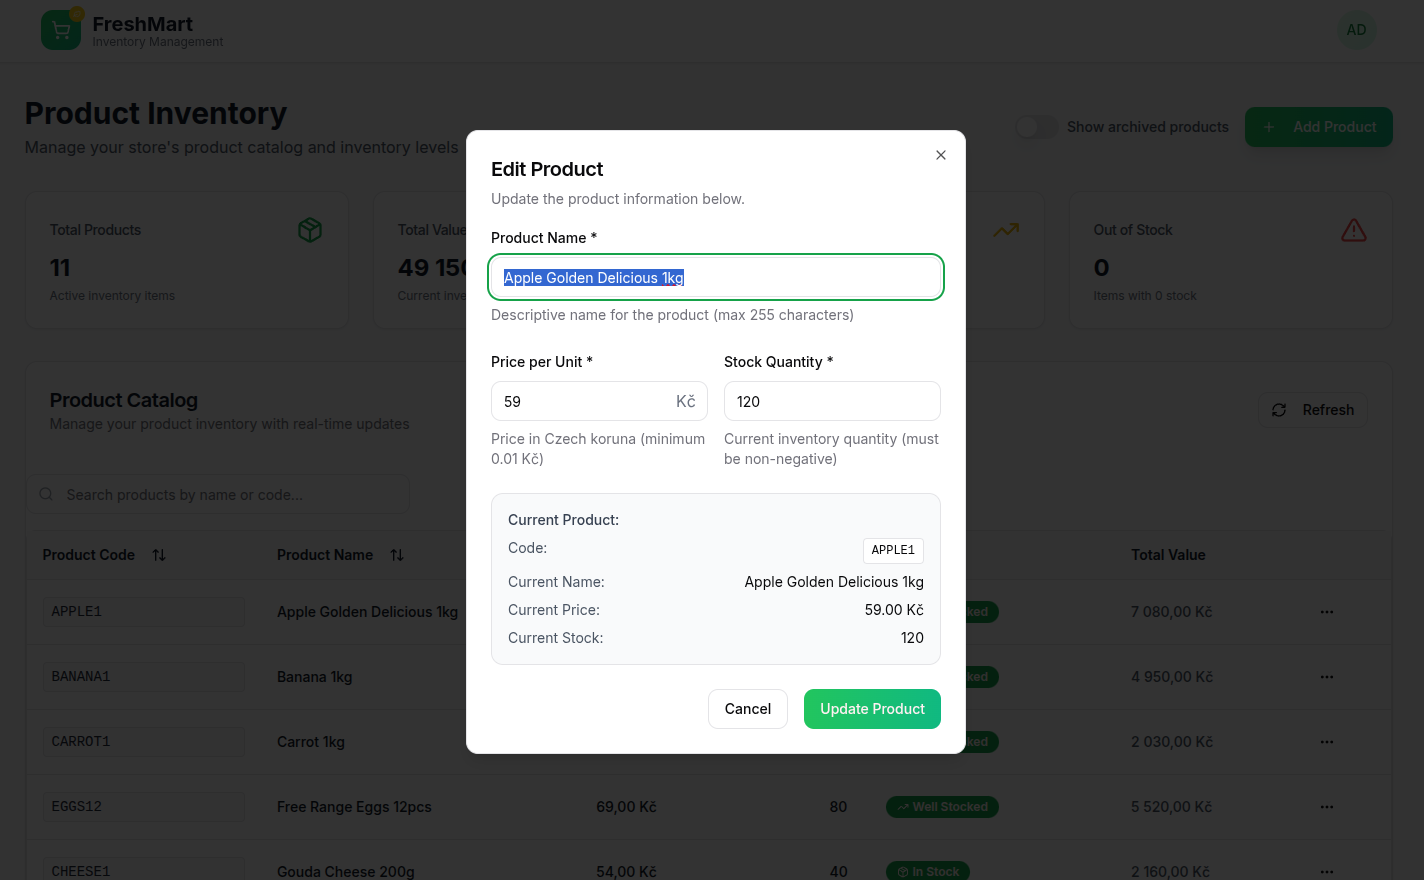 FreshMart
Inventory Management
AD
Product Inventory
Manage your store's product catalog and inventory levels
Show archived products
Add Product
Total Products
11
Active inventory items
Total Value
49 150
Current inve
Out of Stock
0
Items with 0 stock
Product Catalog
Manage your product inventory with real-time updates
Refresh
Search products by name or code...
Product Code
Product Name
Total Value
APPLE1
Apple Golden Delicious 1kg
ked
7 080,00 Kč
BANANA1
Banana 1kg
ked
4 950,00 Kč
CARROT1
Carrot 1kg
ked
2 030,00 Kč
EGGS12
Free Range Eggs 12pcs
69,00 Kč
80
Well Stocked
5 520,00 Kč
CHEESE1
Gouda Cheese 200g
54,00 Kč
40
In Stock
2 160,00 Kč
Edit Product
Update the product information below.
Product Name *
Apple Golden Delicious 1kg
Descriptive name for the product (max 255 characters)
Price per Unit *
59
Kč
Price in Czech koruna (minimum
0.01 Kč)
Stock Quantity *
120
Current inventory quantity (must
be non-negative)
Current Product:
Code:
APPLE1
Current Name:
Apple Golden Delicious 1kg
Current Price:
59.00 Kč
Current Stock:
120
Cancel
Update Product